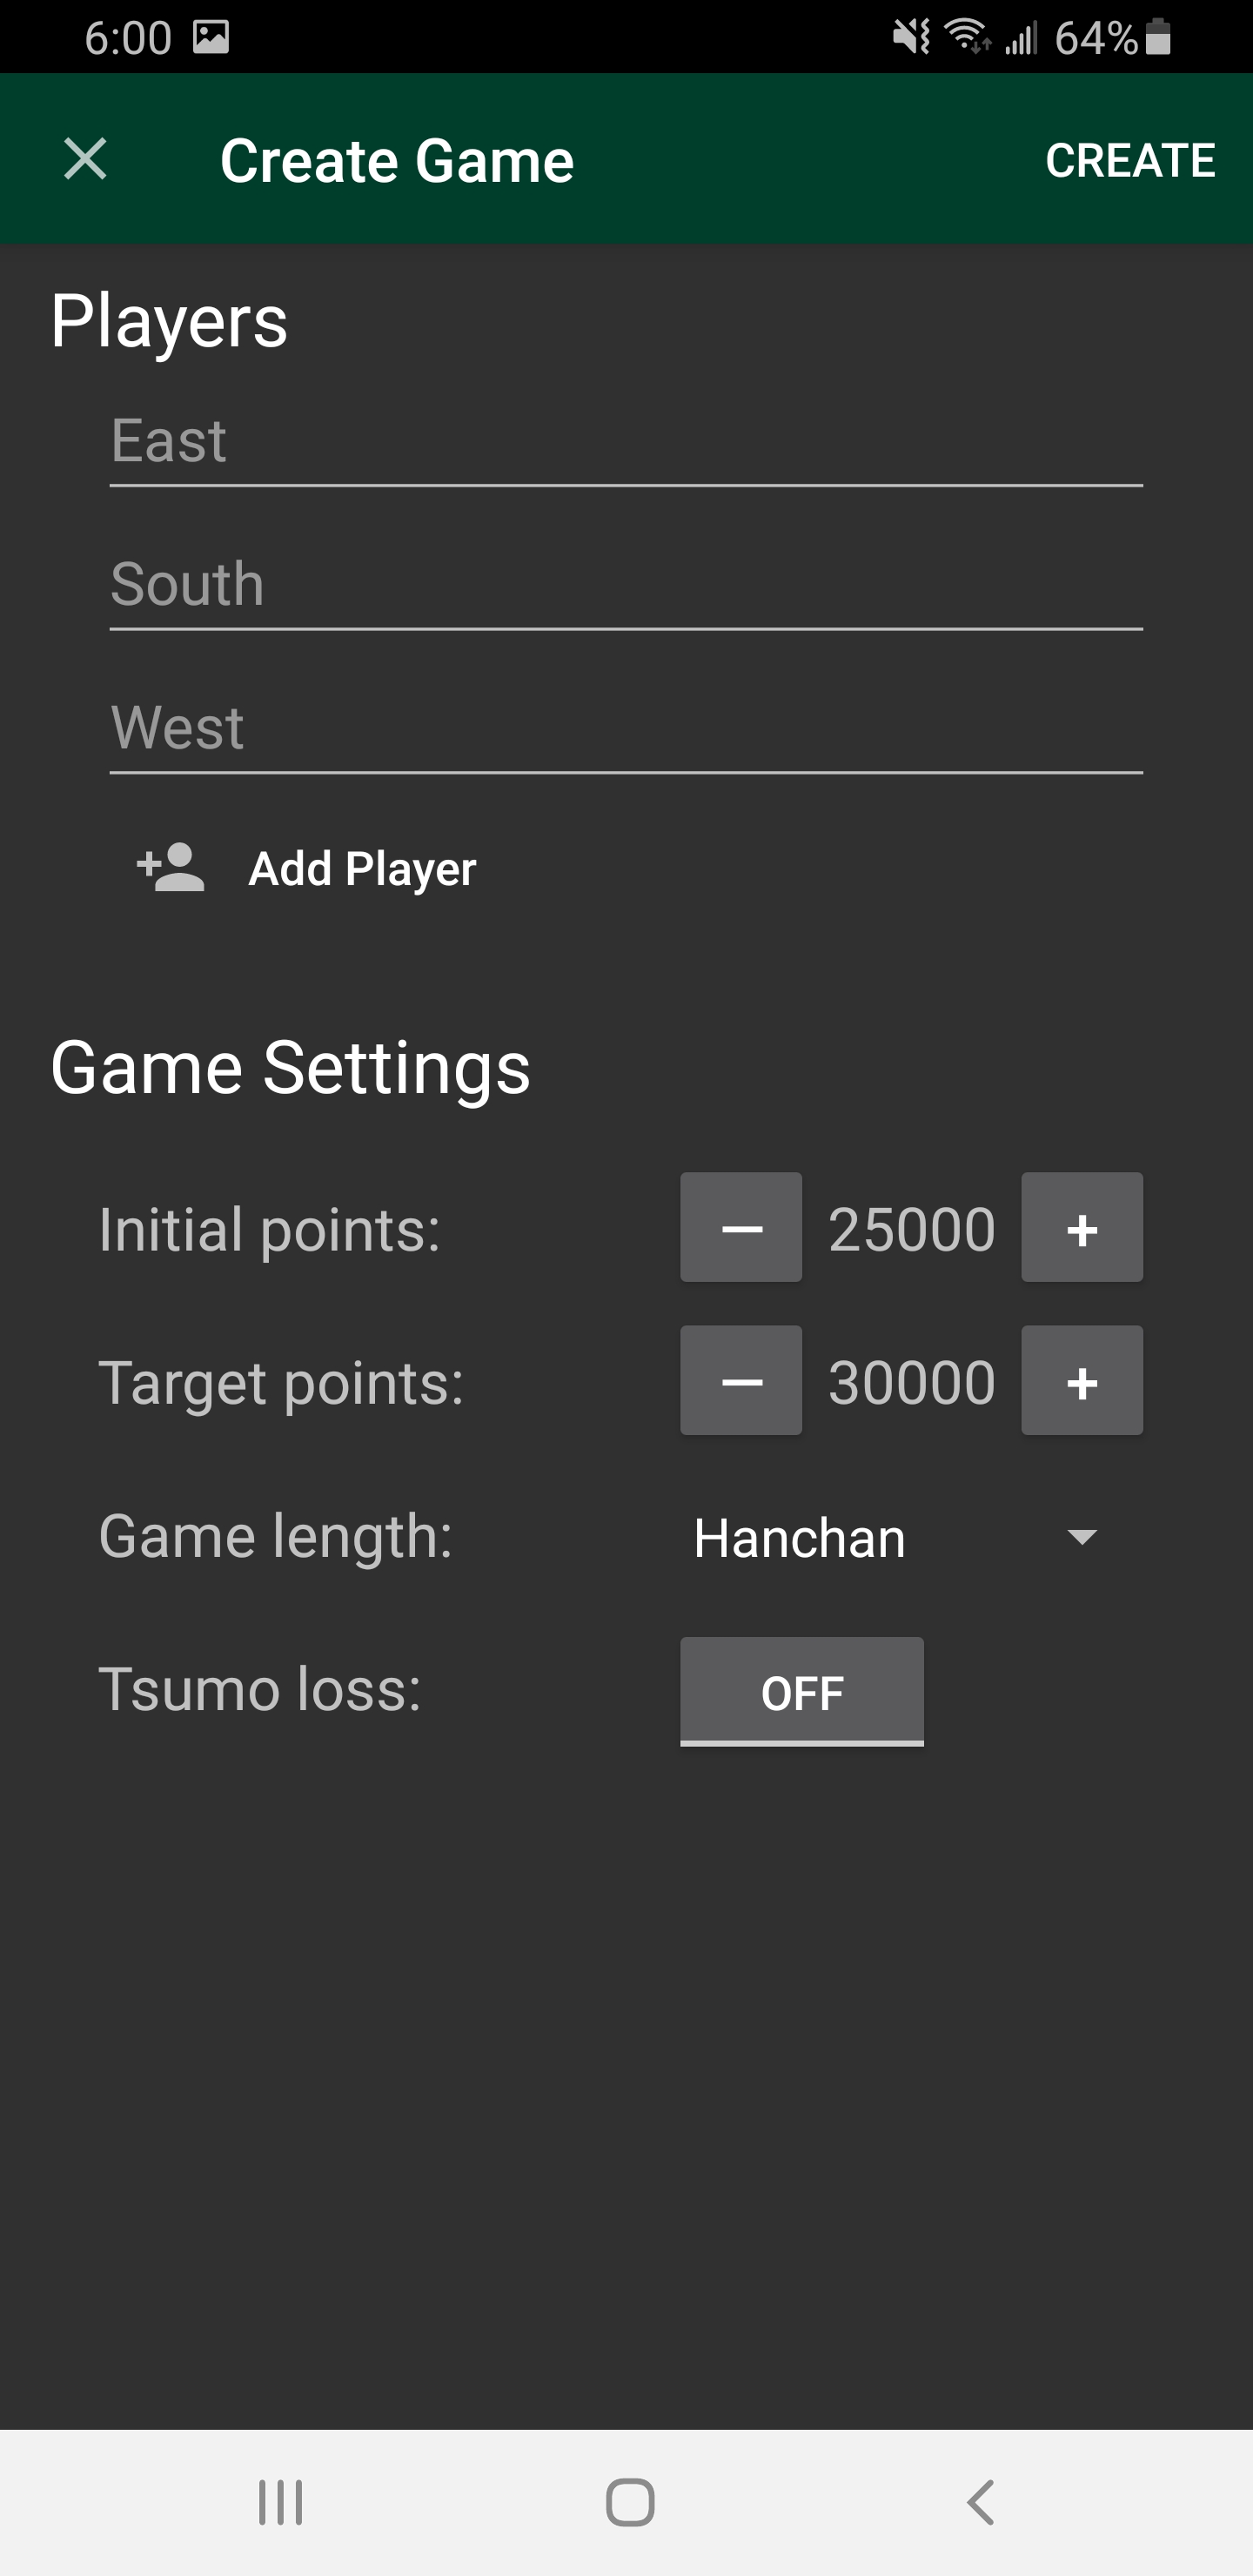 6:00 64%
Create Game CREATE
Players
East
South
West
Add Player
Game Settings
Initial points: — 25000 +
Target points: — 30000 +
Game length: Hanchan
Tsumo loss: OFF